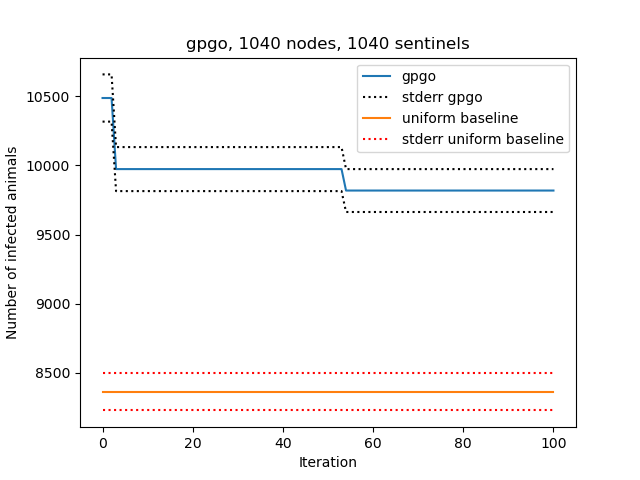 gpgo, 1040 nodes, 1040 sentinels
gpgo
stderr gpgo
uniform baseline
stderr uniform baseline
Number of infected animals
10500
10000
9500
9000
8500
0 20 40 60 80 100
Iteration